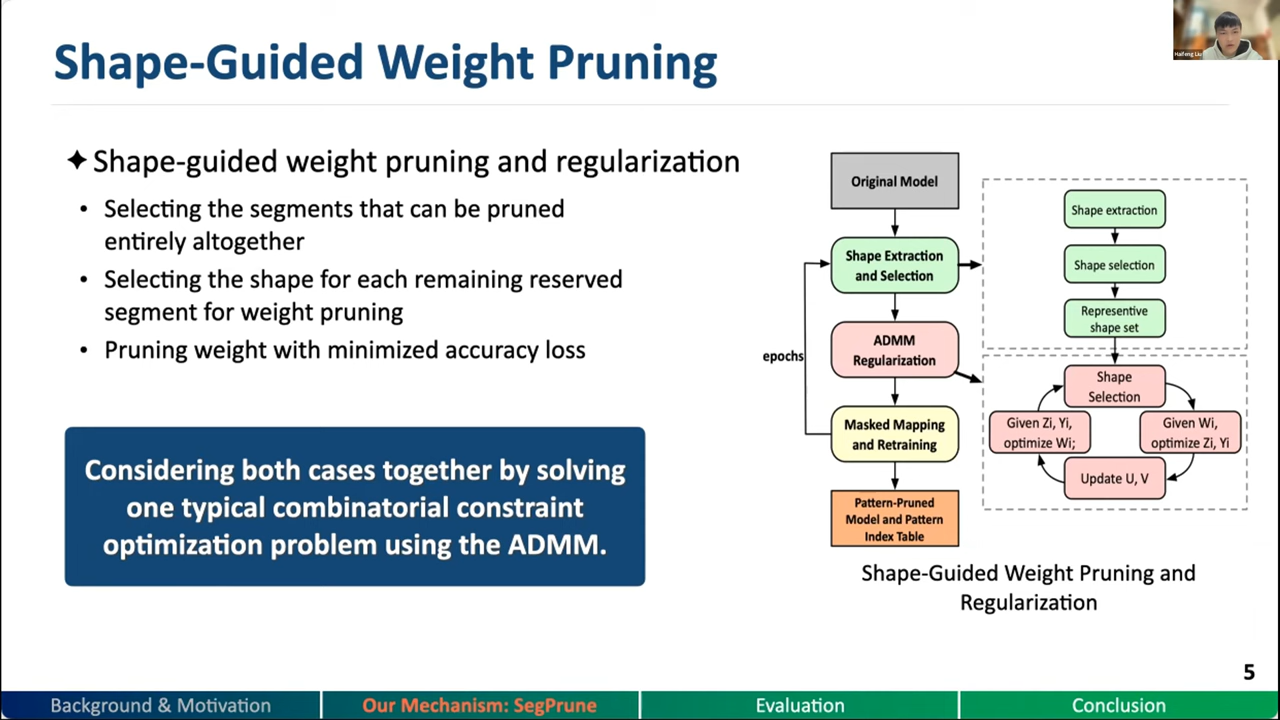 Shape-Guided Weight Pruning
Haifeng Liu
✦ Shape-guided weight pruning and regularization
• Selecting the segments that can be pruned
entirely altogether
• Selecting the shape for each remaining reserved
segment for weight pruning
• Pruning weight with minimized accuracy loss
Considering both cases together by solving
one typical combinatorial constraint
optimization problem using the ADMM.
Original Model
Shape Extraction
and Selection
ADMM
Regularization
epochs
Masked Mapping
and Retraining
Pattern-Pruned
Model and Pattern
Index Table
Shape extraction
Shape selection
Representive
shape set
Shape
Selection
Given Zi, Yi,
optimize Wi;
Given Wi,
optimize Zi, Yi
Update U, V
Shape-Guided Weight Pruning and
Regularization
5
Background & Motivation
Our Mechanism: SegPrune
Evaluation
Conclusion